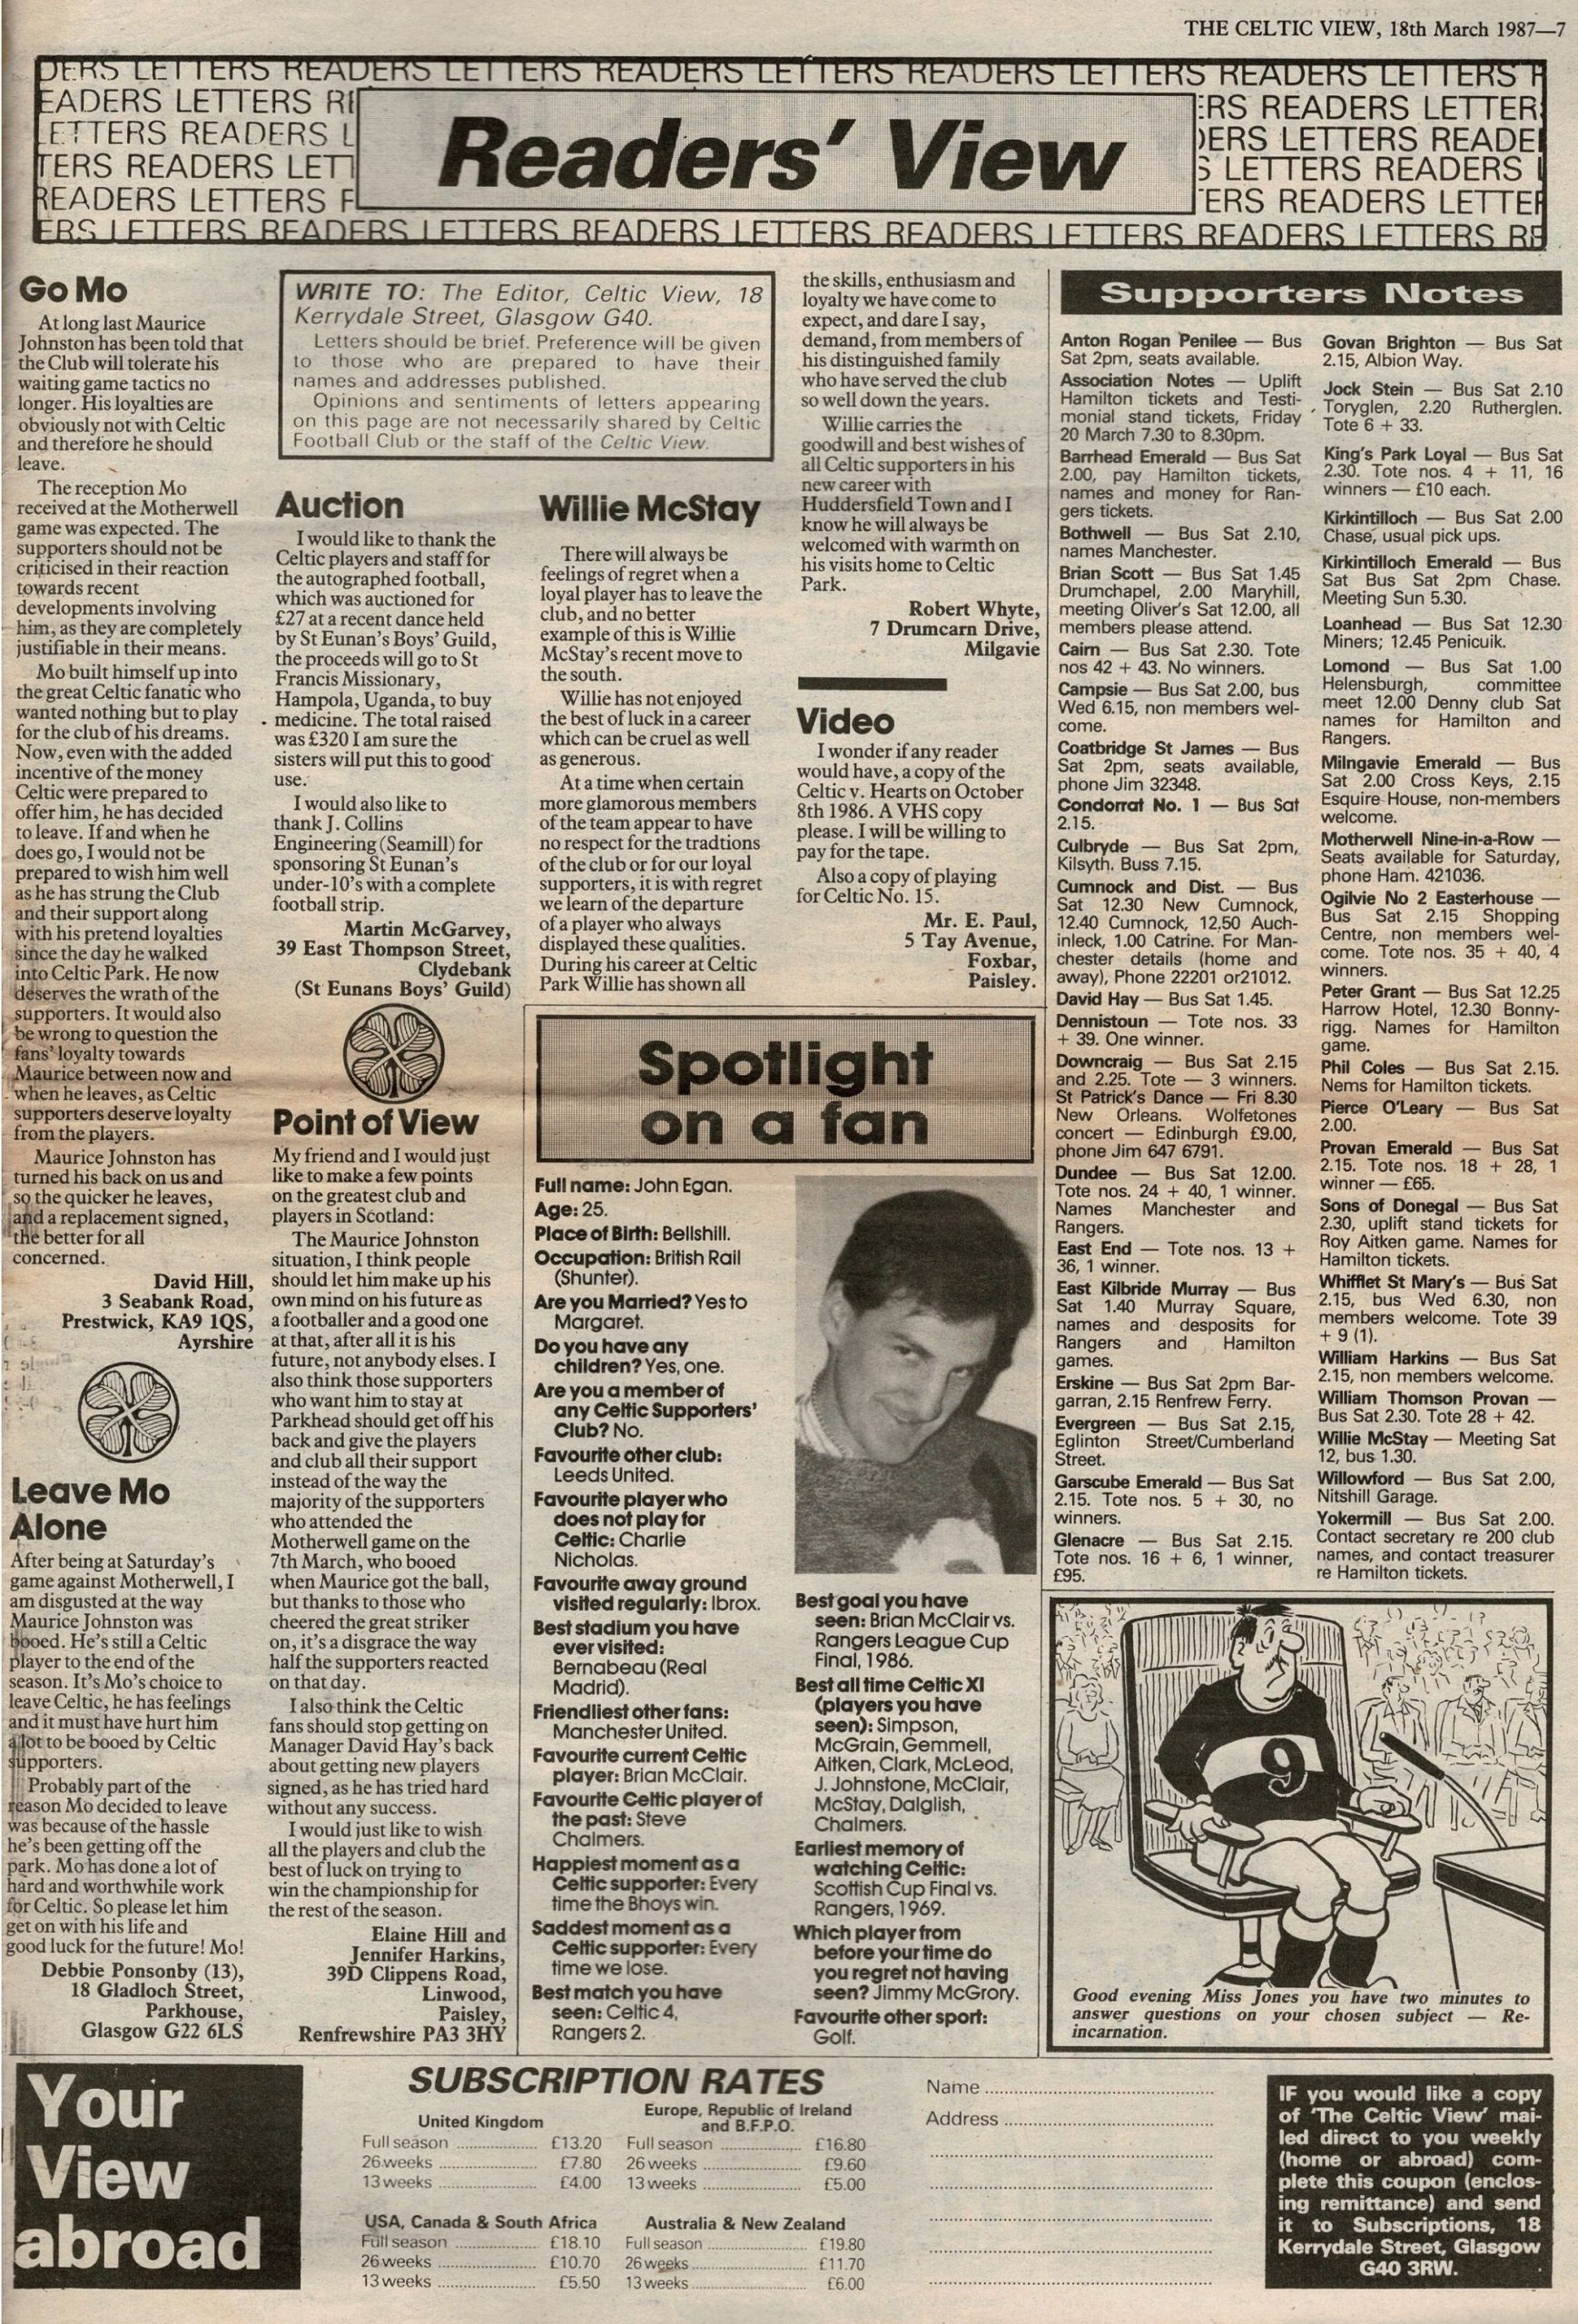 THE CELTIC VIEW, 18th March 1987—7
DERS LETTERS READERS LETTERS READERS LETTERS READERS LETTERS READERS LETTERS R
EADERS LETTERS RE
ERS READERS LETTER
LETTERS READERS L
DERS LETTERS READE
TERS READERS LETT
S LETTERS READERS L
READERS LETTERS R
TERS READERS LETTER
ERS LETTERS READERS LETTERS READERS LETTERS READERS LETTERS READERS LETTERS RE
Readers' View
Go Mo
At long last Maurice
Johnston has been told that
the Club will tolerate his
waiting game tactics no
longer. His loyalties are
obviously not with Celtic
and therefore he should
leave.
The reception Mo
received at the Motherwell
game was expected. The
supporters should not be
criticised in their reaction
towards recent
developments involving
him, as they are completely
justifiable in their means.
Mo built himself up into
the great Celtic fanatic who
wanted nothing but to play
for the club of his dreams.
Now, even with the added
incentive of the money
Celtic were prepared to
offer him, he has decided
to leave. If and when he
does go, I would not be
prepared to wish him well
as he has strung the Club
and their support along
with his pretend loyalties
since the day he walked
into Celtic Park. He now
deserves the wrath of the
supporters. It would also
be wrong to question the
fans' loyalty towards
Maurice between now and
when he leaves, as Celtic
supporters deserve loyalty
from the players.
Maurice Johnston has
turned his back on us and
so the quicker he leaves,
and a replacement signed,
the better for all
concerned.
David Hill,
3 Seabank Road,
Prestwick, KA9 1QS,
Ayrshire
Leave Mo
Alone
After being at Saturday's
game against Motherwell, I
am disgusted at the way
Maurice Johnston was
booed. He's still a Celtic
player to the end of the
season. It's Mo's choice to
leave Celtic, he has feelings
and it must have hurt him
a lot to be booed by Celtic
supporters.
Probably part of the
reason Mo decided to leave
was because of the hassle
he's been getting off the
park. Mo has done a lot of
hard and worthwhile work
for Celtic. So please let him
get on with his life and
good luck for the future! Mo!
Debbie Ponsonby (13),
18 Gladloch Street,
Parkhouse,
Glasgow G22 6LS
WRITE TO: The Editor, Celtic View, 18
Kerrydale Street, Glasgow G40.
Letters should be brief. Preference will be given
to those who are prepared to have their
names and addresses published.
Opinions and sentiments of letters appearing
on this page are not necessarily shared by Celtic
Football Club or the staff of the Celtic View.
Auction
I would like to thank the
Celtic players and staff for
the autographed football,
which was auctioned for
£27 at a recent dance held
by St Eunan's Boys' Guild,
the proceeds will go to St
Francis Missionary,
Hampola, Uganda, to buy
medicine. The total raised
was £320 I am sure the
sisters will put this to good
use.
I would also like to
thank J. Collins
Engineering (Seamill) for
sponsoring St Eunan's
under-10's with a complete
football strip.
Martin McGarvey,
39 East Thompson Street,
Clydebank
(St Eunans Boys' Guild)
Point of View
My friend and I would just
like to make a few points
on the greatest club and
players in Scotland:
The Maurice Johnston
situation, I think people
should let him make up his
own mind on his future as
a footballer and a good one
at that, after all it is his
future, not anybody elses. I
also think those supporters
who want him to stay at
Parkhead should get off his
back and give the players
and club all their support
instead of the way the
majority of the supporters
who attended the
Motherwell game on the
7th March, who booed
when Maurice got the ball,
but thanks to those who
cheered the great striker
on, it's a disgrace the way
half the supporters reacted
on that day.
I also think the Celtic
fans should stop getting on
Manager David Hay's back
about getting new players
signed, as he has tried hard
without any success.
I would just like to wish
all the players and club the
best of luck on trying to
win the championship for
the rest of the season.
Elaine Hill and
Jennifer Harkins,
39D Clippens Road,
Linwood,
Paisley,
Renfrewshire PA3 3HY
Willie McStay
There will always be
feelings of regret when a
loyal player has to leave the
club, and no better
example of this is Willie
McStay's recent move to
the south.
Willie has not enjoyed
the best of luck in a career
which can be cruel as well
as generous.
At a time when certain
more glamorous members
of the team appear to have
no respect for the tradtions
of the club or for our loyal
supporters, it is with regret
we learn of the departure
of a player who always
displayed these qualities.
During his career at Celtic
Park Willie has shown all
the skills, enthusiasm and
loyalty we have come to
expect, and dare I say,
demand, from members of
his distinguished family
who have served the club
so well down the years.
Willie carries the
goodwill and best wishes of
all Celtic supporters in his
new career with
Huddersfield Town and I
know he will always be
welcomed with warmth on
his visits home to Celtic
Park.
Robert Whyte,
7 Drumcarn Drive,
Milgavie
Video
I wonder if any reader
would have, a copy of the
Celtic v. Hearts on October
8th 1986. A VHS copy
please. I will be willing to
pay for the tape.
Also a copy of playing
for Celtic No. 15.
Mr. E. Paul,
5 Tay Avenue,
Foxbar,
Paisley.
Spotlight
on a fan
Full name: John Egan.
Age: 25.
Place of Birth: Bellshill.
Occupation: British Rail
(Shunter).
Are you Married? Yes to
Margaret.
Do you have any
children? Yes, one.
Are you a member of
any Celtic Supporters'
Club? No.
Favourite other club:
Leeds United.
Favourite player who
does not play for
Celtic: Charlie
Nicholas.
Favourite away ground
visited regularly: Ibrox.
Best stadium you have
ever visited:
Bernabeau (Real
Madrid).
Friendliest other fans:
Manchester United.
Favourite current Celtic
player: Brian McClair.
Favourite Celtic player of
the past: Steve
Chalmers.
Happiest moment as a
Celtic supporter: Every
time the Bhoys win.
Saddest moment as a
Celtic supporter: Every
time we lose.
Best match you have
seen: Celtic 4,
Rangers 2.
Best goal you have
seen: Brian McClair vs.
Rangers League Cup
Final, 1986.
Best all time Celtic XI
(players you have
seen): Simpson,
McGrain, Gemmell,
Aitken, Clark, McLeod,
J. Johnstone, McClair,
McStay, Dalglish,
Chalmers.
Earliest memory of
watching Celtic:
Scottish Cup Final vs.
Rangers, 1969.
Which player from
before your time do
you regret not having
seen? Jimmy McGrory.
Favourite other sport:
Golf.
Supporters Notes
Anton Rogan Penilee — Bus
Sat 2pm, seats available.
Association Notes — Uplift
Hamilton tickets and Testi-
monial stand tickets, Friday
20 March 7.30 to 8.30pm.
Barrhead Emerald — Bus Sat
2.00, pay Hamilton tickets,
names and money for Ran-
gers tickets.
Bothwell — Bus Sat 2.10,
names Manchester.
Brian Scott — Bus Sat 1.45
Drumchapel, 2.00 Maryhill,
meeting Oliver's Sat 12.00, all
members please attend.
Cairn — Bus Sat 2.30. Tote
nos 42 + 43. No winners.
Campsie — Bus Sat 2.00, bus
Wed 6.15, non members wel-
come.
Coatbridge St James — Bus
Sat 2pm, seats available,
phone Jim 32348.
Condorrat No. 1 — Bus Sat
2.15.
Culbryde — Bus Sat 2pm,
Kilsyth. Buss 7.15.
Cumnock and Dist. — Bus
Sat 12.30 New Cumnock,
12.40 Cumnock, 12.50 Auch-
inleck, 1.00 Catrine. For Man-
chester details (home and
away), Phone 22201 or21012.
David Hay — Bus Sat 1.45.
Dennistoun — Tote nos. 33
+ 39. One winner.
Downcraig — Bus Sat 2.15
and 2.25. Tote — 3 winners.
St Patrick's Dance — Fri 8.30
New Orleans. Wolfetones
concert — Edinburgh £9.00,
phone Jim 647 6791.
Dundee — Bus Sat 12.00.
Tote nos. 24 + 40, 1 winner.
Names Manchester and
Rangers.
East End — Tote nos. 13 +
36, 1 winner.
East Kilbride Murray — Bus
Sat 1.40 Murray Square,
names and desposits for
Rangers and Hamilton
games.
Erskine — Bus Sat 2pm Bar-
garran, 2.15 Renfrew Ferry.
Evergreen — Bus Sat 2.15,
Eglinton Street/Cumberland
Street.
Garscube Emerald — Bus Sat
2.15. Tote nos. 5 + 30, no
winners.
Glenacre — Bus Sat 2.15.
Tote nos. 16 + 6, 1 winner,
£95.
Govan Brighton — Bus Sat
2.15, Albion Way.
Jock Stein — Bus Sat 2.10
Toryglen, 2.20 Rutherglen.
Tote 6 + 33.
King's Park Loyal — Bus Sat
2.30. Tote nos. 4 + 11, 16
winners — £10 each.
Kirkintilloch — Bus Sat 2.00
Chase, usual pick ups.
Kirkintilloch Emerald — Bus
Sat Bus Sat 2pm Chase.
Meeting Sun 5.30.
Loanhead — Bus Sat 12.30
Miners; 12.45 Penicuik.
Lomond — Bus Sat 1.00
Helensburgh, committee
meet 12.00 Denny club Sat
names for Hamilton and
Rangers.
Milngavie Emerald — Bus
Sat 2.00 Cross Keys, 2.15
Esquire House, non-members
welcome.
Motherwell Nine-in-a-Row —
Seats available for Saturday,
phone Ham. 421036.
Ogilvie No 2 Easterhouse —
Bus Sat 2.15 Shopping
Centre, non members wel-
come. Tote nos. 35 + 40, 4
winners.
Peter Grant — Bus Sat 12.25
Harrow Hotel, 12.30 Bonny-
rigg. Names for Hamilton
game.
Phil Coles — Bus Sat 2.15.
Nems for Hamilton tickets.
Pierce O'Leary — Bus Sat
2.00.
Provan Emerald — Bus Sat
2.15. Tote nos. 18 + 28, 1
winner — £65.
Sons of Donegal — Bus Sat
2.30, uplift stand tickets for
Roy Aitken game. Names for
Hamilton tickets.
Whifflet St Mary's — Bus Sat
2.15, bus Wed 6.30, non
members welcome. Tote 39
+ 9 (1).
William Harkins — Bus Sat
2.15, non members welcome.
William Thomson Provan —
Bus Sat 2.30. Tote 28 + 42.
Willie McStay — Meeting Sat
12, bus 1.30.
Willowford — Bus Sat 2.00,
Nitshill Garage.
Yokermill — Bus Sat 2.00.
Contact secretary re 200 club
names, and contact treasurer
re Hamilton tickets.
9
Good evening Miss Jones you have two minutes to
answer questions on your chosen subject — Re-
incarnation.
Your
View
abroad
SUBSCRIPTION RATES
United Kingdom
Full season £13.20
26 weeks £7.80
13 weeks £4.00
Europe, Republic of Ireland
and B.F.P.O.
Full season £16.80
26 weeks £9.60
13 weeks £5.00
USA, Canada & South Africa
Full season £18.10
26 weeks £10.70
13 weeks £5.50
Australia & New Zealand
Full season £19.80
26 weeks £11.70
13 weeks £6.00
Name
Address
IF you would like a copy
of 'The Celtic View' mai-
led direct to you weekly
(home or abroad) com-
plete this coupon (enclos-
ing remittance) and send
it to Subscriptions, 18
Kerrydale Street, Glasgow
G40 3RW.